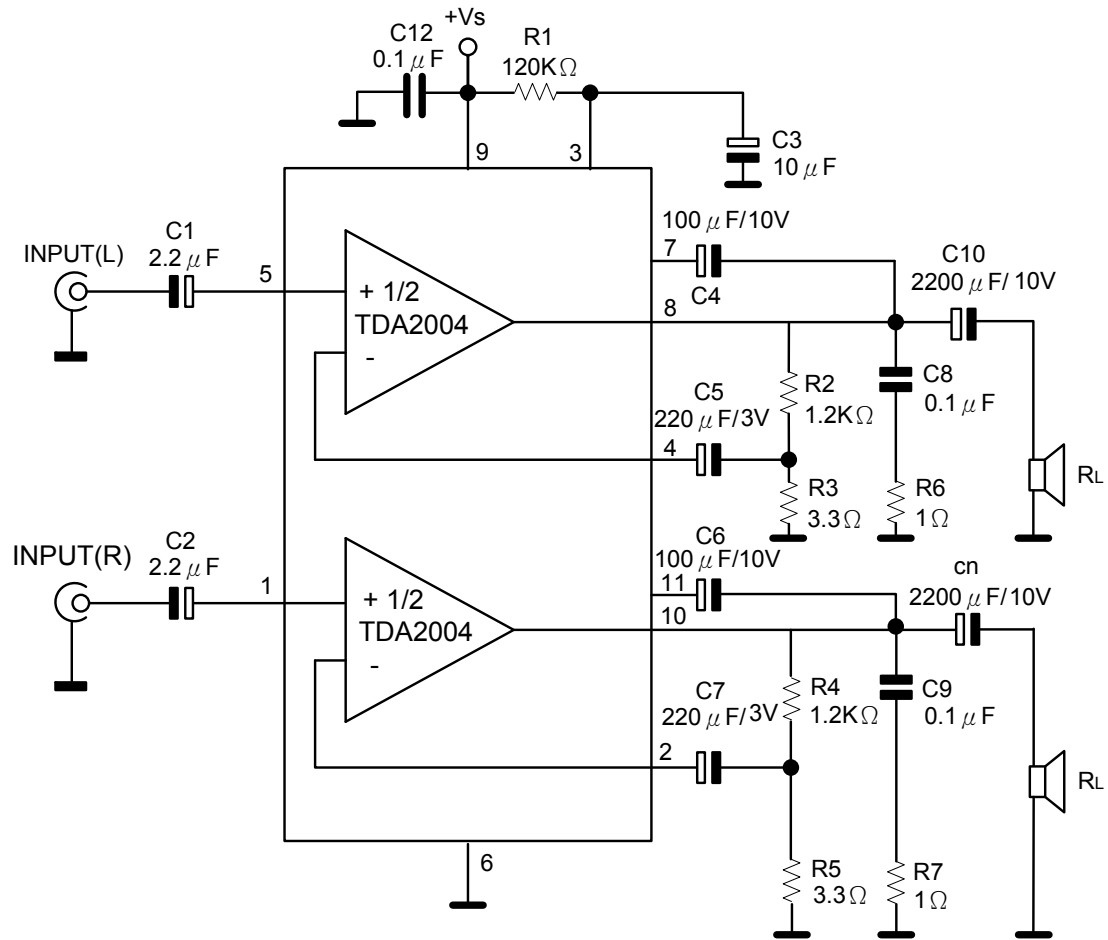 +Vs
C12
0.1μF
R1
120KΩ
9
3
C3
10μF
INPUT(L)
C1
2.2μF
5
+ 1/2
TDA2004
-
100μF/10V
7
C4
8
C10
2200μF/10V
R2
1.2KΩ
C8
0.1μF
C5
220μF/3V
4
R3
3.3Ω
R6
1Ω
RL
INPUT(R)
C2
2.2μF
1
+ 1/2
TDA2004
-
C6
100μF/10V
11
10
cn
2200μF/10V
R4
1.2KΩ
C9
0.1μF
C7
220μF/3V
2
RL
6
R5
3.3Ω
R7
1Ω